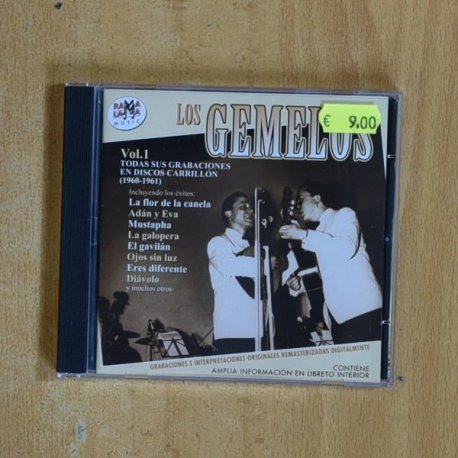 RAMA
LAMA
MUSIC
LOS GEMELOS
€ 9,00
Vol.1
TODAS SUS GRABACIONES
EN DISCOS CARRILLÓN
(1960-1961)
Incluyendo los éxitos:
La flor de la canela
Adán y Eva
Mustapha
La galopera
El gavilán
Ojos sin luz
Eres diferente
Diávolo
y muchos otros
GRABACIONES E INTERPRETACIONES ORIGINALES REMASTERIZADAS DIGITALMENTE
CONTIENE
AMPLIA INFORMACIÓN EN LIBRETO INTERIOR